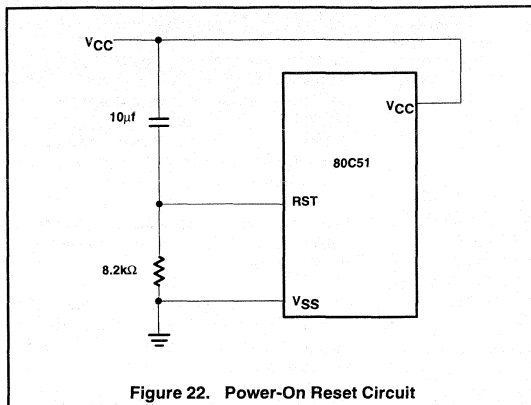 VCC
VCC
10µf
80C51
RST
8.2kΩ
VSS
Figure 22. Power-On Reset Circuit